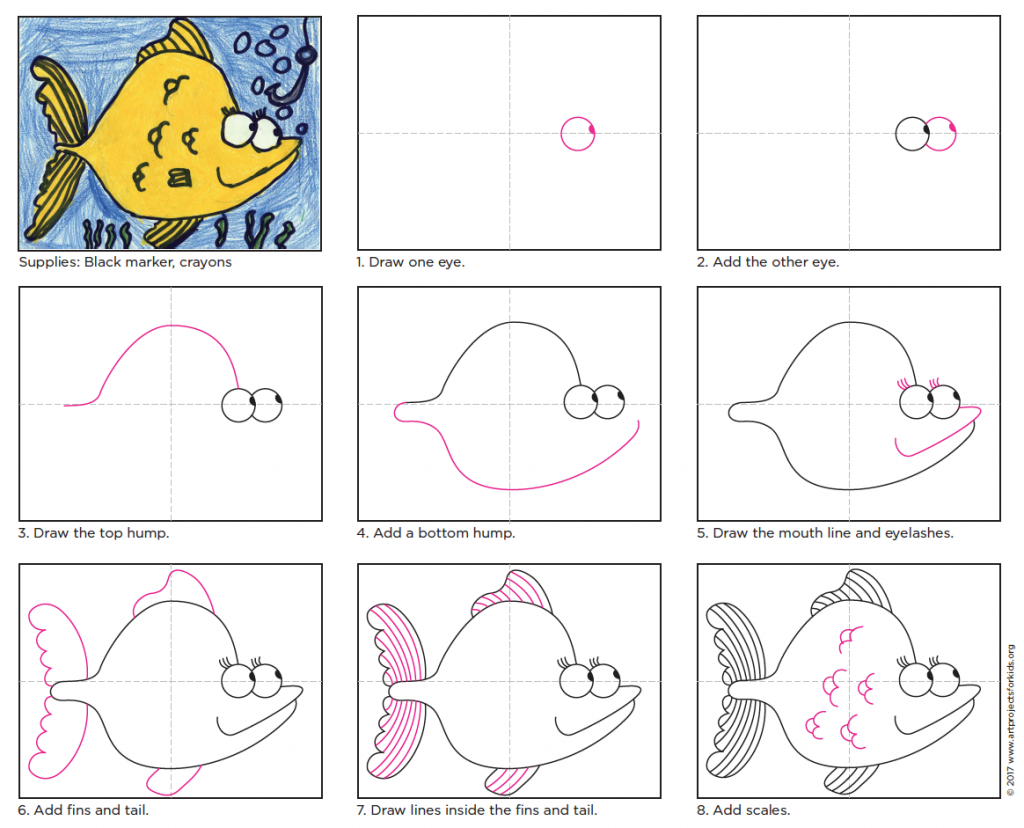 Supplies: Black marker, crayons
1. Draw one eye.
2. Add the other eye.
3. Draw the top hump.
4. Add a bottom hump.
5. Draw the mouth line and eyelashes.
6. Add fins and tail.
7. Draw lines inside the fins and tail.
8. Add scales.
© 2017 www.artprojectsforkids.org